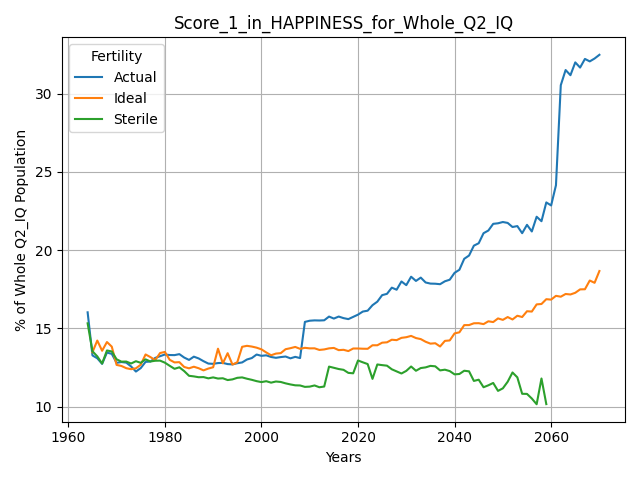 Score_1_in_HAPPINESS_for_Whole_Q2_IQ
Fertility
Actual
Ideal
Sterile
% of Whole Q2_IQ Population
30
25
20
15
10
1960
1980
2000
2020
2040
2060
Years